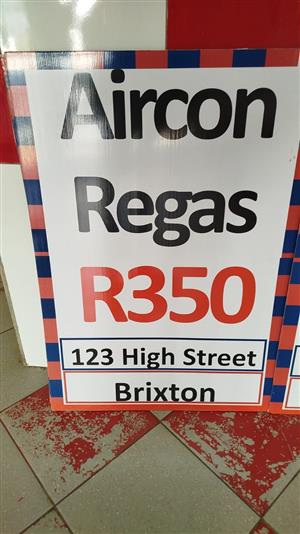 Aircon
Regas
R350
123 High Street
Brixton